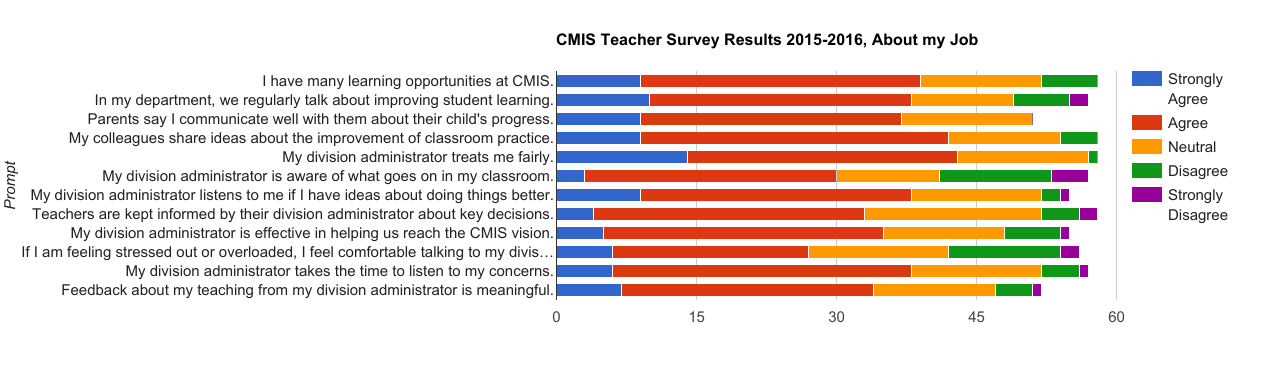 CMIS Teacher Survey Results 2015-2016, About my Job
Prompt
I have many learning opportunities at CMIS.
In my department, we regularly talk about improving student learning.
Parents say I communicate well with them about their child's progress.
My colleagues share ideas about the improvement of classroom practice.
My division administrator treats me fairly.
My division administrator is aware of what goes on in my classroom.
My division administrator listens to me if I have ideas about doing things better.
Teachers are kept informed by their division administrator about key decisions.
My division administrator is effective in helping us reach the CMIS vision.
If I am feeling stressed out or overloaded, I feel comfortable talking to my divis…
My division administrator takes the time to listen to my concerns.
Feedback about my teaching from my division administrator is meaningful.
0 15 30 45 60
Strongly
Agree
Agree
Neutral
Disagree
Strongly
Disagree